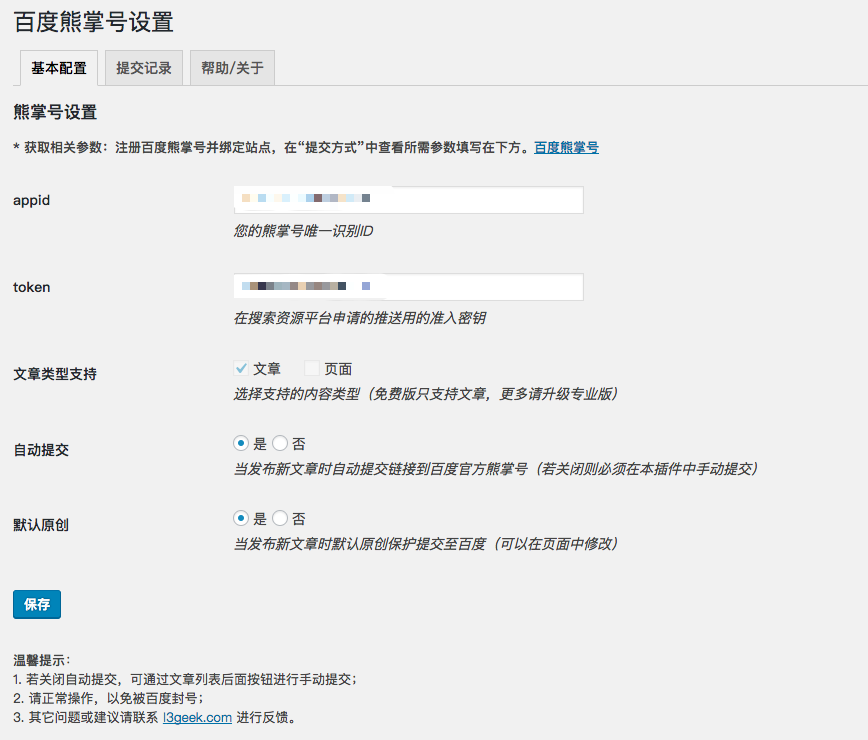 百度熊掌号设置
基本配置 提交记录 帮助/关于
熊掌号设置
* 获取相关参数：注册百度熊掌号并绑定站点，在“提交方式”中查看所需参数填写在下方。百度熊掌号
appid
您的熊掌号唯一识别ID
token
在搜索资源平台申请的推送用的准入密钥
文章类型支持 文章 页面
选择支持的内容类型（免费版只支持文章，更多请升级专业版）
自动提交 是 否
当发布新文章时自动提交链接到百度官方熊掌号（若关闭则必须在本插件中手动提交）
默认原创 是 否
当发布新文章时默认原创保护提交至百度（可以在页面中修改）
保存
温馨提示：
1. 若关闭自动提交，可通过文章列表后面按钮进行手动提交；
2. 请正常操作，以免被百度封号；
3. 其它问题或建议请联系 l3geek.com 进行反馈。